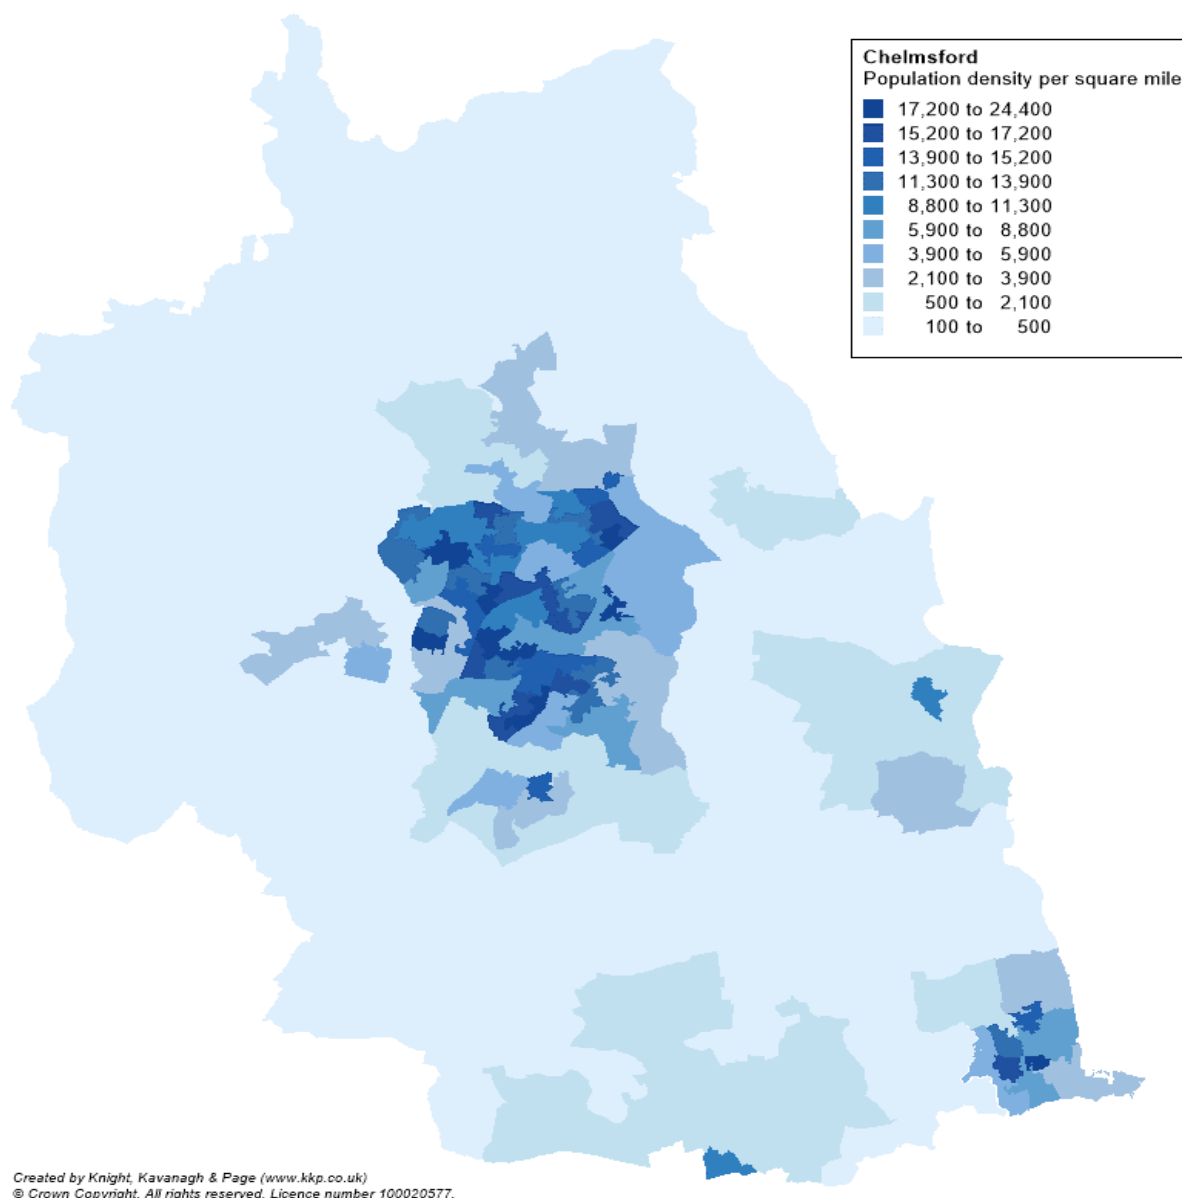 Chelmsford
Population density per square mile
17,200 to 24,400
15,200 to 17,200
13,900 to 15,200
11,300 to 13,900
8,800 to 11,300
5,900 to 8,800
3,900 to 5,900
2,100 to 3,900
500 to 2,100
100 to 500
Created by Knight, Kavanagh & Page (www.kkp.co.uk)
© Crown Copyright. All rights reserved. Licence number 100020577.